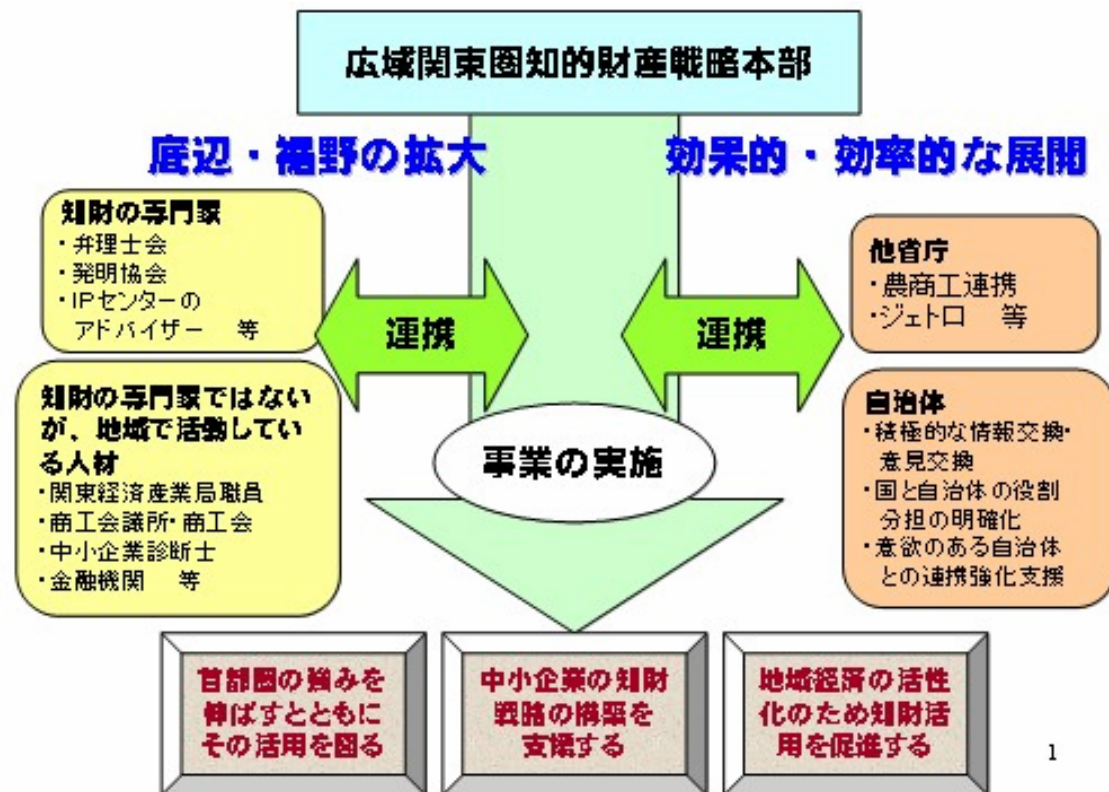 広域関東圏知的財産戦略本部
底辺・裾野の拡大
効果的・効率的な展開
知財の専門家
・弁理士会
・発明協会
・IPセンターの
アドバイザー 等
連携
連携
他省庁
・農商工連携
・ジェトロ 等
知財の専門家ではない
が、地域で活動してい
る人材
・関東経済産業局職員
・商工会議所・商工会
・中小企業診断士
・金融機関 等
事業の実施
自治体
・積極的な情報交換・
意見交換
・国と自治体の役割
分担の明確化
・意欲のある自治体
との連携強化支援
首都圏の強みを
伸ばすとともに
その活用を図る
中小企業の知財
戦略の構築を
支援する
地域経済の活性
化のため知財活
用を促進する
1